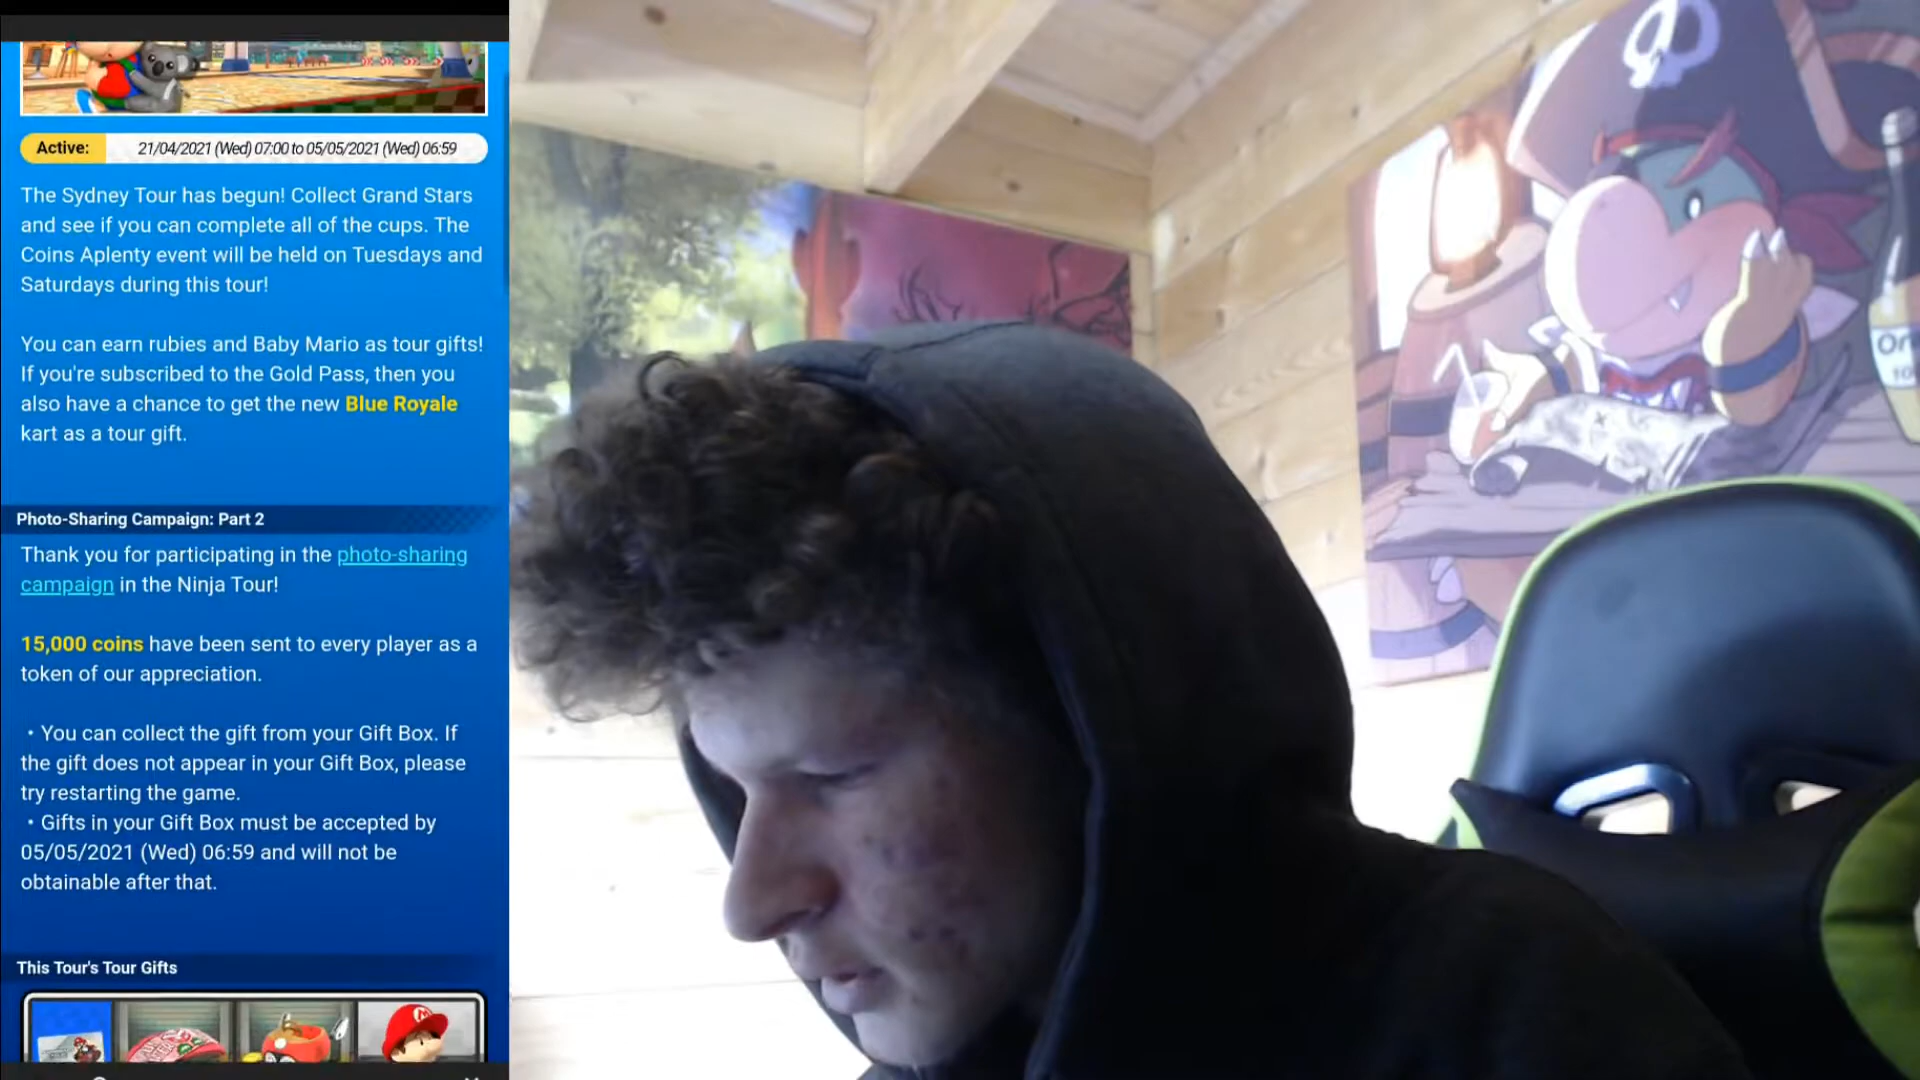 Active: 21/04/2021 (Wed) 07:00 to 05/05/2021 (Wed) 06:59
The Sydney Tour has begun! Collect Grand Stars
and see if you can complete all of the cups. The
Coins Aplenty event will be held on Tuesdays and
Saturdays during this tour!
You can earn rubies and Baby Mario as tour gifts!
If you're subscribed to the Gold Pass, then you
also have a chance to get the new Blue Royale
kart as a tour gift.
Photo-Sharing Campaign: Part 2
Thank you for participating in the photo-sharing
campaign in the Ninja Tour!
15,000 coins have been sent to every player as a
token of our appreciation.
・You can collect the gift from your Gift Box. If
the gift does not appear in your Gift Box, please
try restarting the game.
・Gifts in your Gift Box must be accepted by
05/05/2021 (Wed) 06:59 and will not be
obtainable after that.
This Tour's Tour Gifts